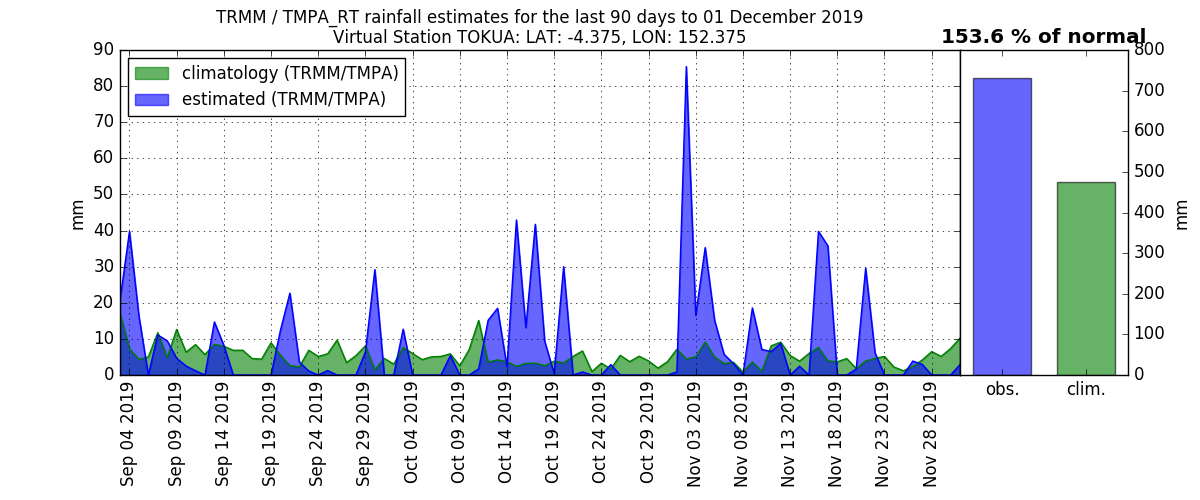 TRMM / TMPA_RT rainfall estimates for the last 90 days to 01 December 2019
Virtual Station TOKUA: LAT: -4.375, LON: 152.375
153.6 % of normal
climatology (TRMM/TMPA)
estimated (TRMM/TMPA)
mm
90
80
70
60
50
40
30
20
10
0
Sep 04 2019
Sep 09 2019
Sep 14 2019
Sep 19 2019
Sep 24 2019
Sep 29 2019
Oct 04 2019
Oct 09 2019
Oct 14 2019
Oct 19 2019
Oct 24 2019
Oct 29 2019
Nov 03 2019
Nov 08 2019
Nov 13 2019
Nov 18 2019
Nov 23 2019
Nov 28 2019
obs.
clim.
800
700
600
500
400
300
200
100
0
mm